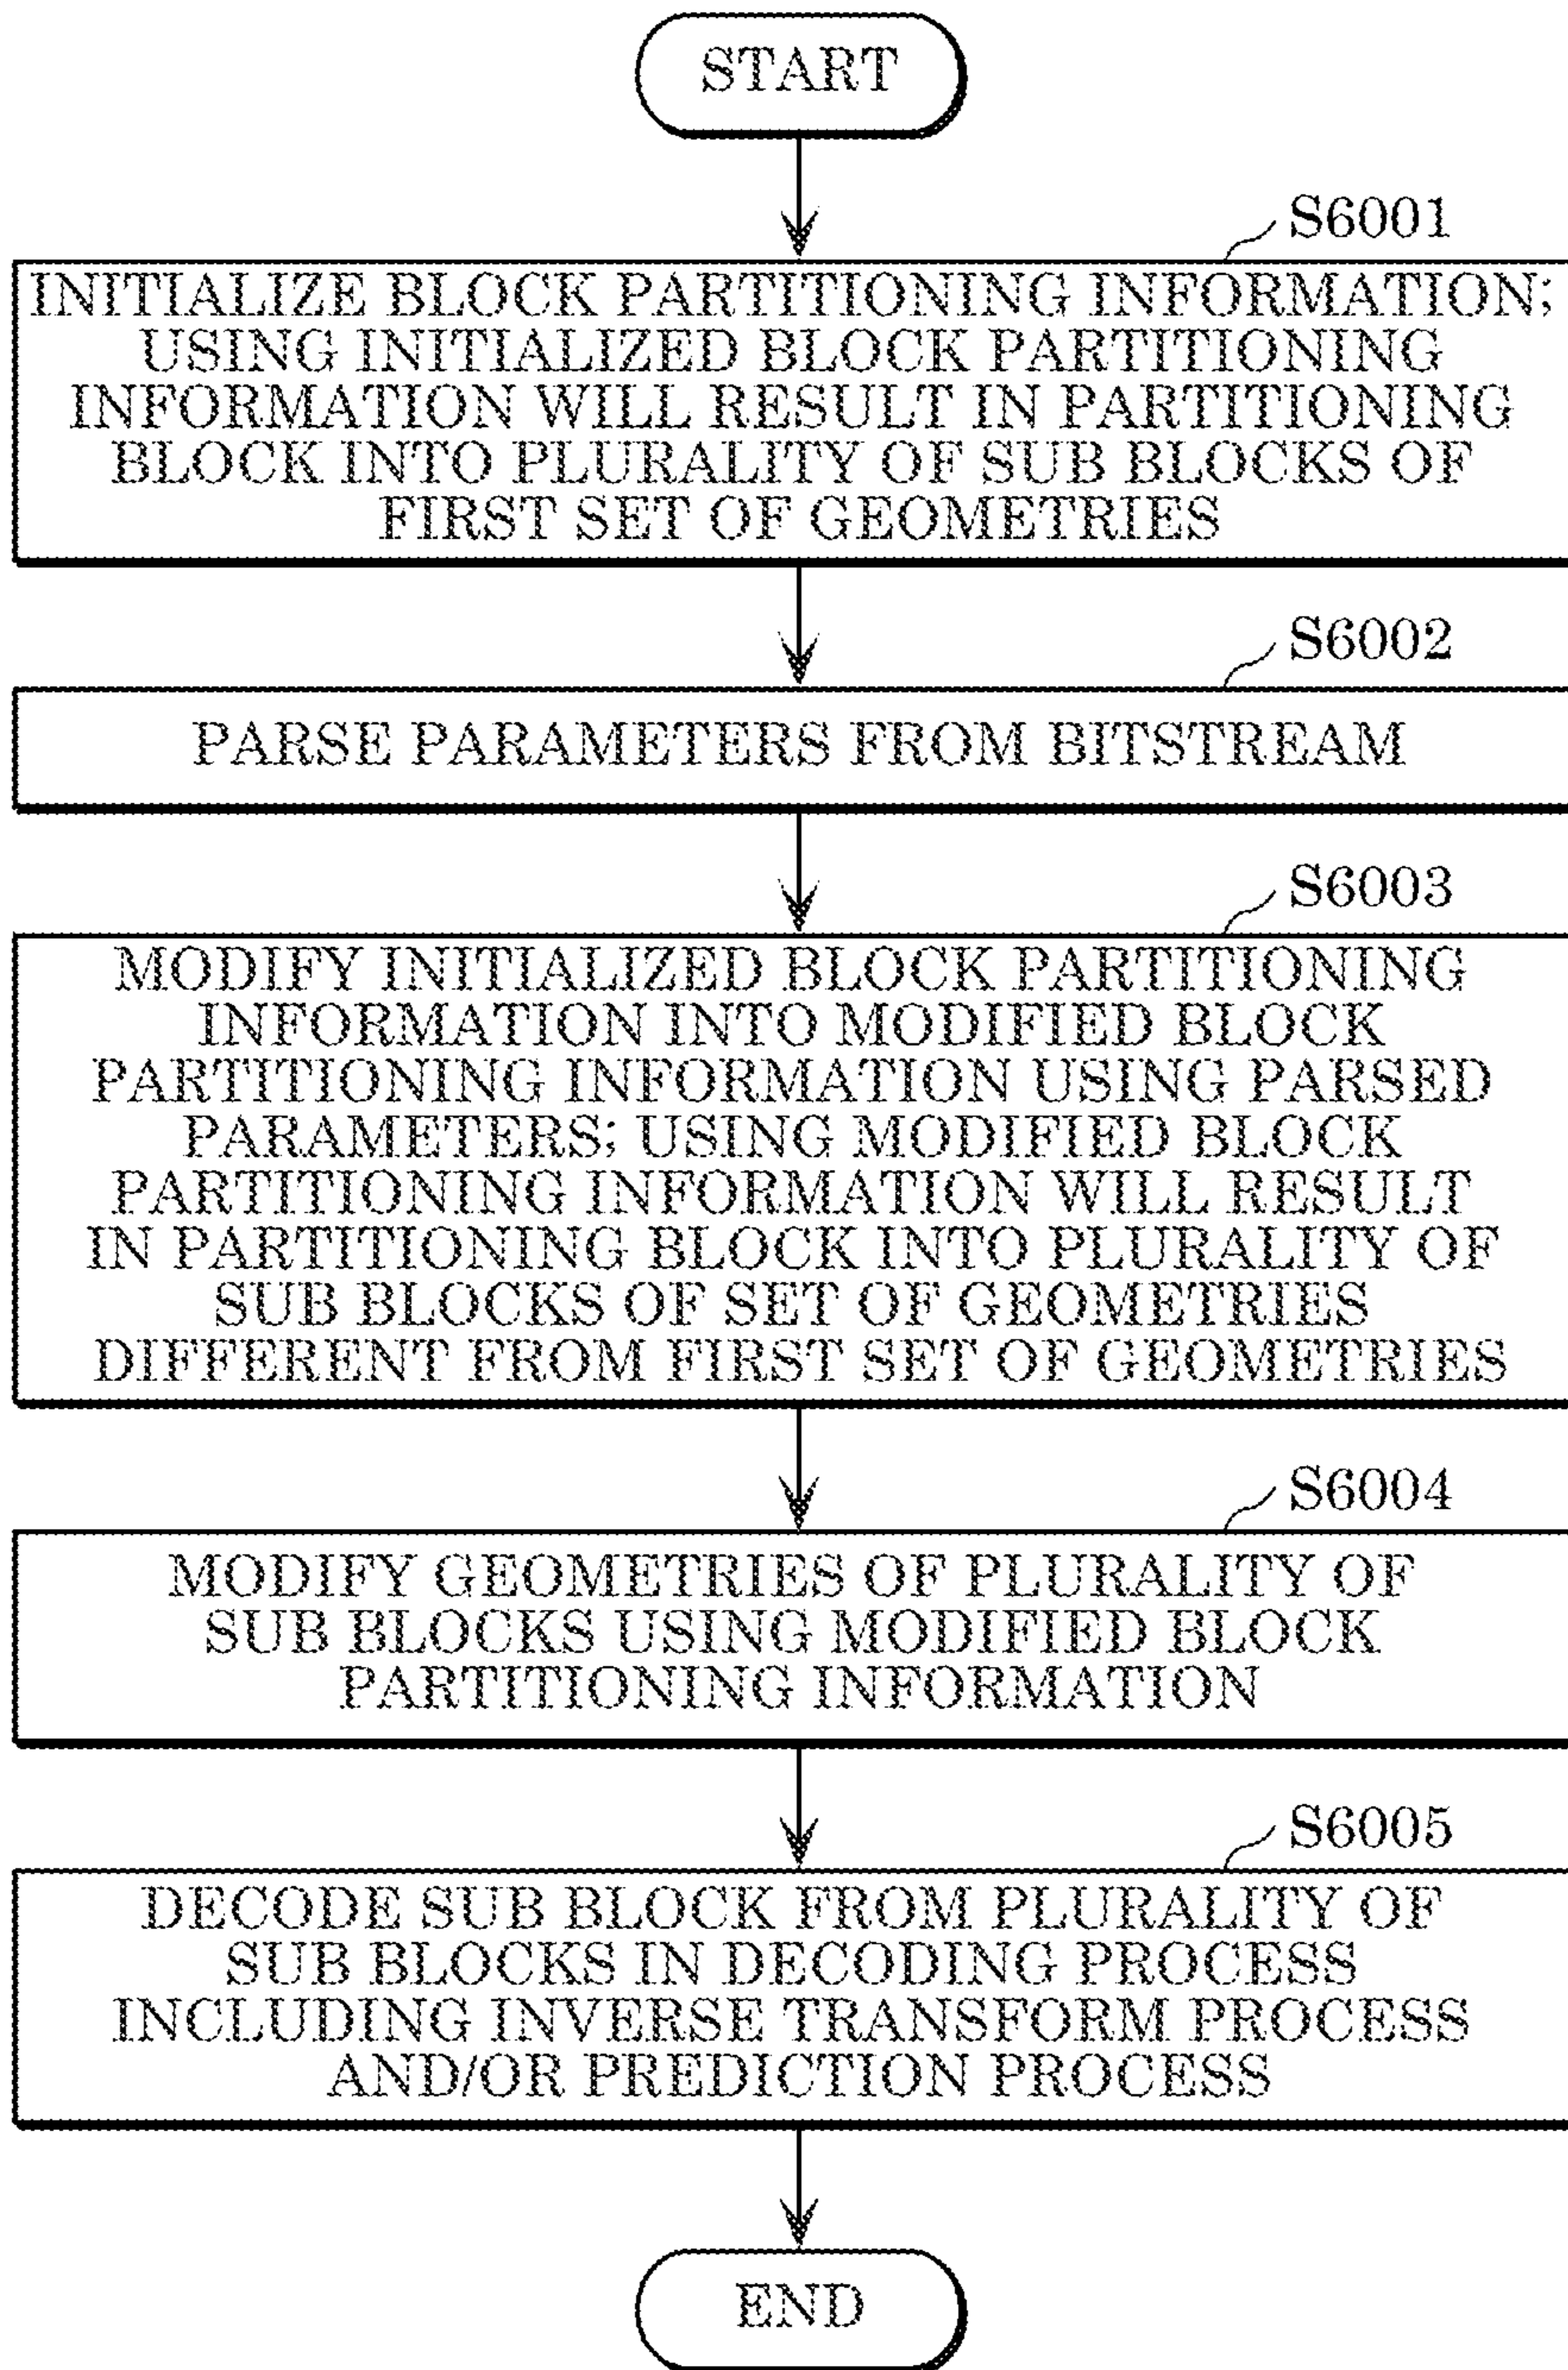 START
S6001
INITIALIZE BLOCK PARTITIONING INFORMATION;
USING INITIALIZED BLOCK PARTITIONING
INFORMATION WILL RESULT IN PARTITIONING
BLOCK INTO PLURALITY OF SUB BLOCKS OF
FIRST SET OF GEOMETRIES
S6002
PARSE PARAMETERS FROM BITSTREAM
S6003
MODIFY INITIALIZED BLOCK PARTITIONING
INFORMATION INTO MODIFIED BLOCK
PARTITIONING INFORMATION USING PARSED
PARAMETERS; USING MODIFIED BLOCK
PARTITIONING INFORMATION WILL RESULT
IN PARTITIONING BLOCK INTO PLURALITY OF
SUB BLOCKS OF SET OF GEOMETRIES
DIFFERENT FROM FIRST SET OF GEOMETRIES
S6004
MODIFY GEOMETRIES OF PLURALITY OF
SUB BLOCKS USING MODIFIED BLOCK
PARTITIONING INFORMATION
S6005
DECODE SUB BLOCK FROM PLURALITY OF
SUB BLOCKS IN DECODING PROCESS
INCLUDING INVERSE TRANSFORM PROCESS
AND/OR PREDICTION PROCESS
END